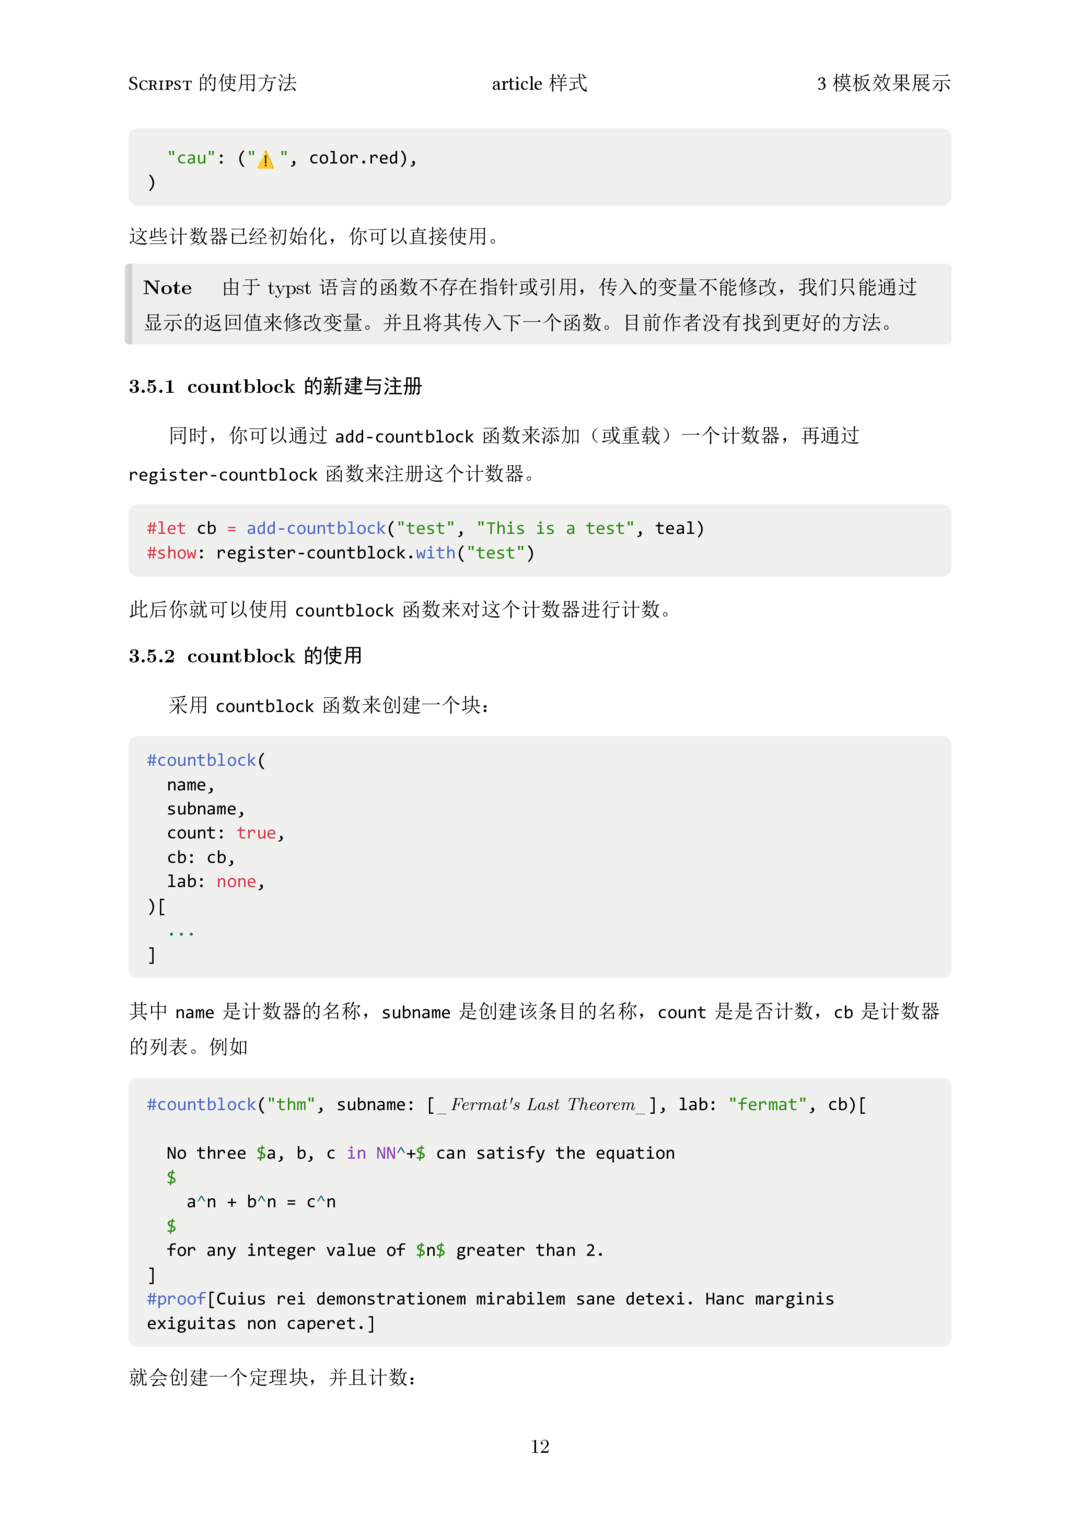 Scripst 的使用方法 article 样式 3 模板效果展示
"cau": ("⚠️", color.red),
)
这些计数器已经初始化，你可以直接使用。
Note 由于 typst 语言的函数不存在指针或引用，传入的变量不能修改，我们只能通过
显示的返回值来修改变量。并且将其传入下一个函数。目前作者没有找到更好的方法。
3.5.1 countblock 的新建与注册
同时，你可以通过 add-countblock 函数来添加（或重载）一个计数器，再通过
register-countblock 函数来注册这个计数器。
#let cb = add-countblock("test", "This is a test", teal)
#show: register-countblock.with("test")
此后你就可以使用 countblock 函数来对这个计数器进行计数。
3.5.2 countblock 的使用
采用 countblock 函数来创建一个块：
#countblock(
name,
subname,
count: true,
cb: cb,
lab: none,
)[
...
]
其中 name 是计数器的名称，subname 是创建该条目的名称，count 是是否计数，cb 是计数器
的列表。例如
#countblock("thm", subname: [_Fermat's Last Theorem_], lab: "fermat", cb)[
No three $a, b, c in NN^+$ can satisfy the equation
$
a^n + b^n = c^n
$
for any integer value of $n$ greater than 2.
]
#proof[Cuius rei demonstrationem mirabilem sane detexi. Hanc marginis
exiguitas non caperet.]
就会创建一个定理块，并且计数：
12